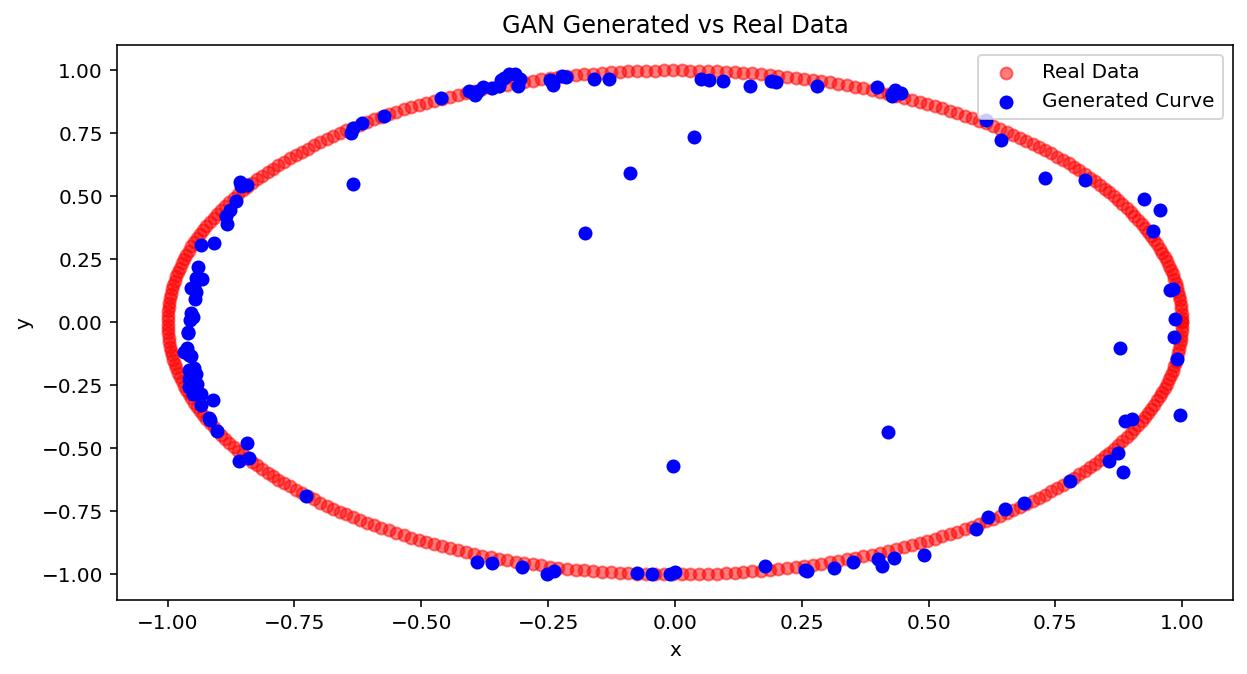 GAN Generated vs Real Data
Real Data
Generated Curve
1.00
0.75
0.50
0.25
0.00
−0.25
−0.50
−0.75
−1.00
y
−1.00 −0.75 −0.50 −0.25 0.00 0.25 0.50 0.75 1.00
x